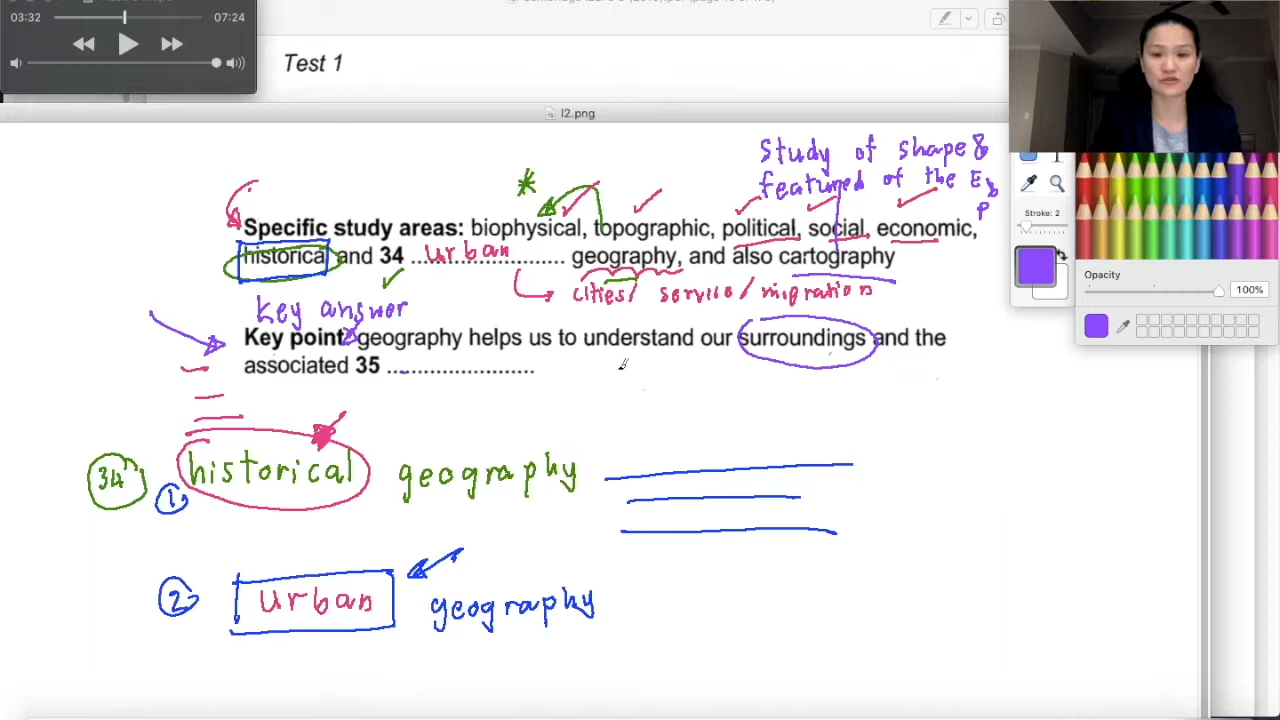 03:32 07:24
Test 1
l2.png
Study of shape &
featured of the E
p
*
Specific study areas: biophysical, topographic, political, social, economic,
historical and 34 urban geography, and also cartography
cities/ service/ migration
key answer
Key point: geography helps us to understand our surroundings and the
associated 35 ........................
34 historical geography
1
2 urban geography
Stroke: 2
Opacity
100%